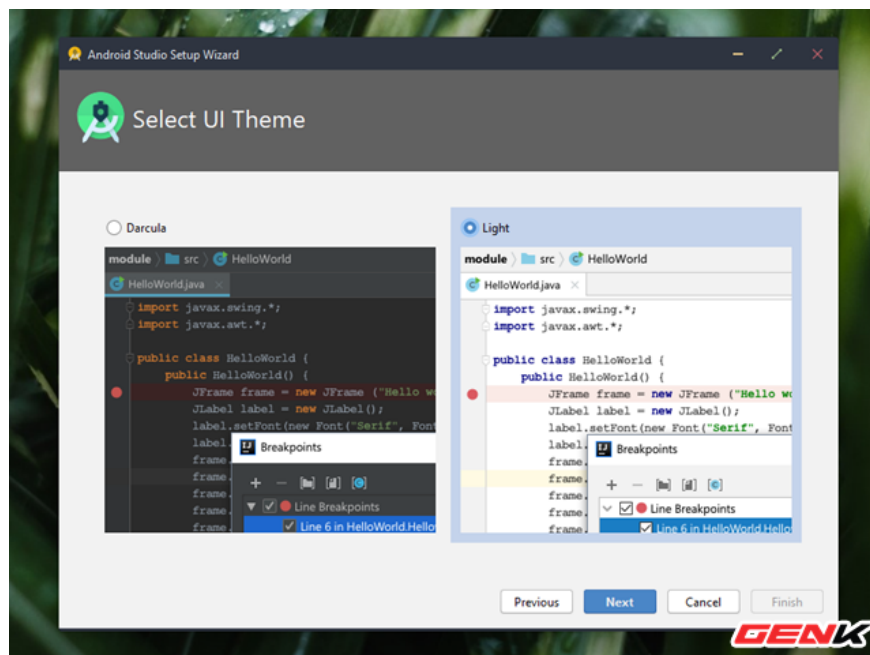 Android Studio Setup Wizard
Select UI Theme
Darcula
module src HelloWorld
HelloWorld.java
import javax.swing.*;
import javax.awt.*;
public class HelloWorld {
public HelloWorld() {
JFrame frame = new JFrame ("Hello wo
JLabel label = new JLabel();
label.setFont(new Font("Serif", Font
label.
frame.
frame.
frame.
frame.
frame.
Breakpoints
Line Breakpoints
Line 6 in HelloWorld.Hello
Light
module src HelloWorld
HelloWorld.java
import javax.swing.*;
import javax.awt.*;
public class HelloWorld {
public HelloWorld() {
JFrame frame = new JFrame ("Hello wo
JLabel label = new JLabel();
label.setFont(new Font("Serif", Font
label.
frame.
frame.
frame.
frame.
frame.
Breakpoints
Line Breakpoints
Line 6 in HelloWorld.Hello
Previous
Next
Cancel
Finish
GENK